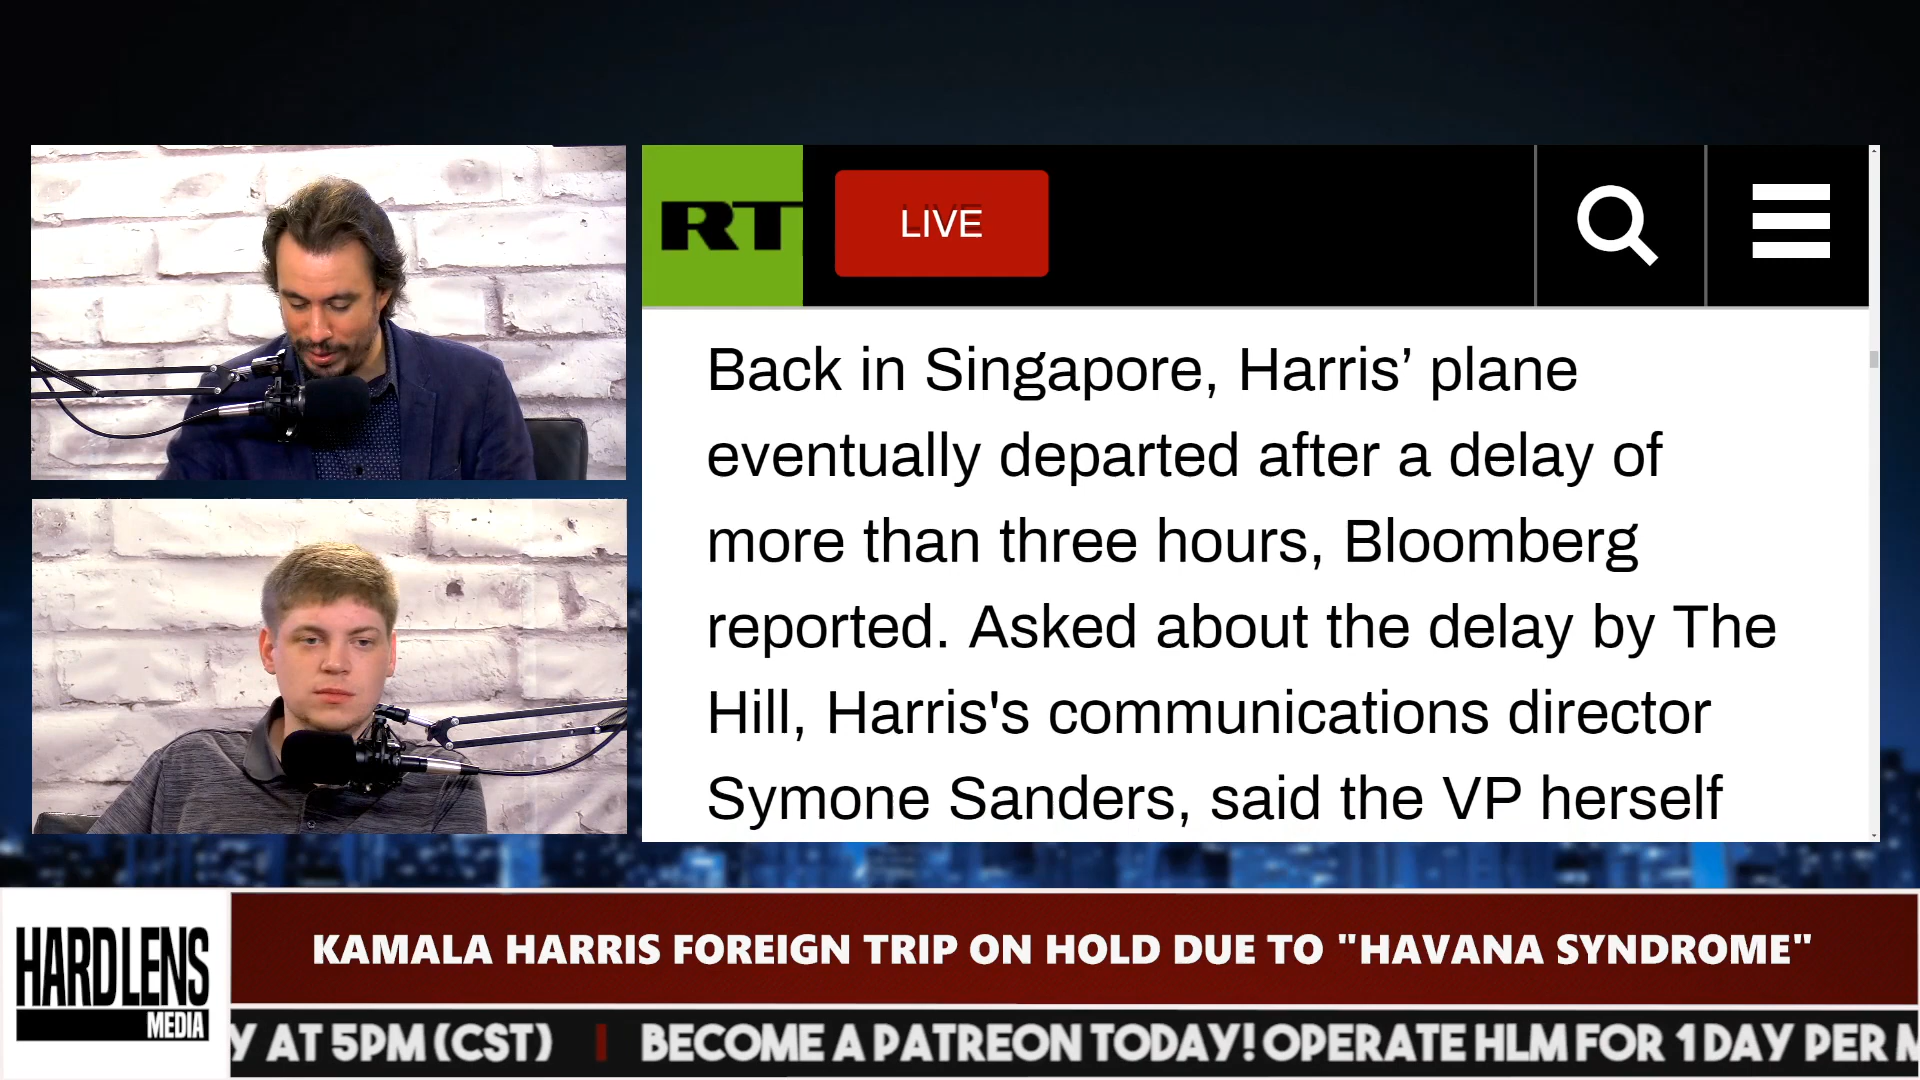 RT
LIVE
Back in Singapore, Harris’ plane
eventually departed after a delay of
more than three hours, Bloomberg
reported. Asked about the delay by The
Hill, Harris's communications director
Symone Sanders, said the VP herself
HARD LENS
MEDIA
KAMALA HARRIS FOREIGN TRIP ON HOLD DUE TO "HAVANA SYNDROME"
Y AT 5PM (CST) | BECOME A PATREON TODAY! OPERATE HLM FOR 1 DAY PER M